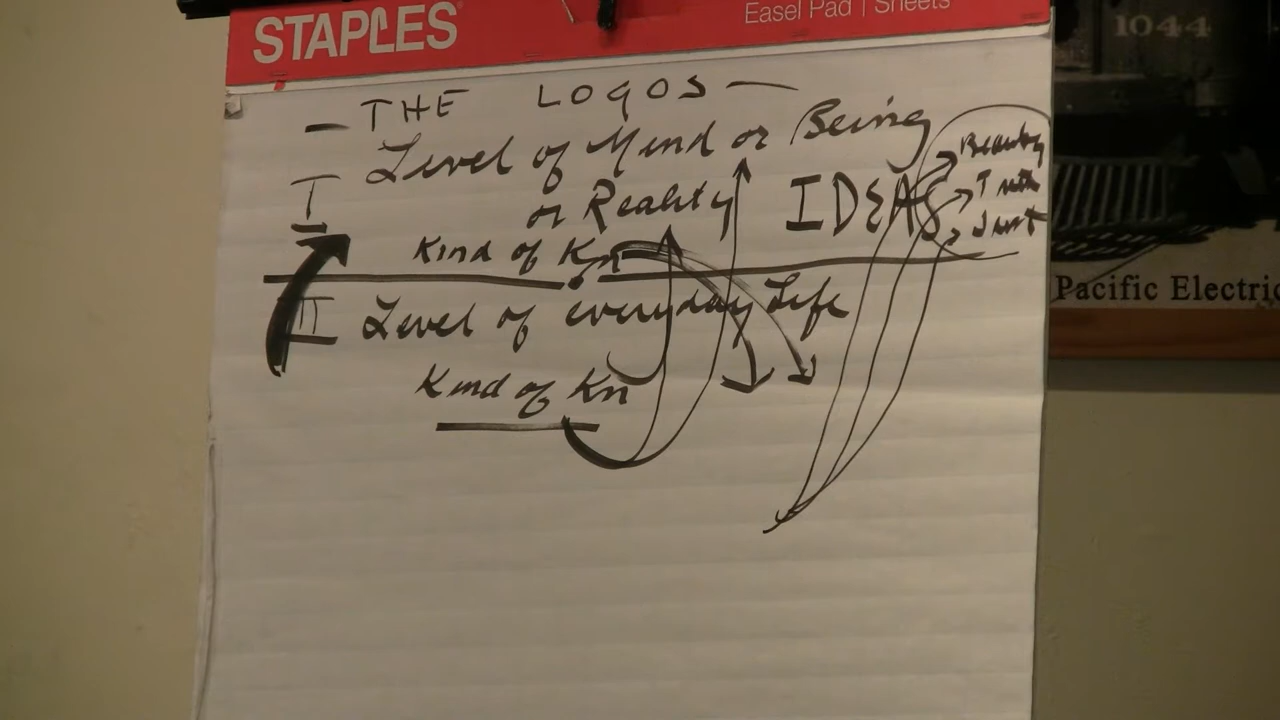 STAPLES
Easel Pad | Sheets
1044
— THE LOGOS —
Level of Mind or Being
I
or Reality
IDEAS
Beauty
Truth
Just
Kind of Kn
II Level of everyday Life
Kind of Kn
Pacific Electric